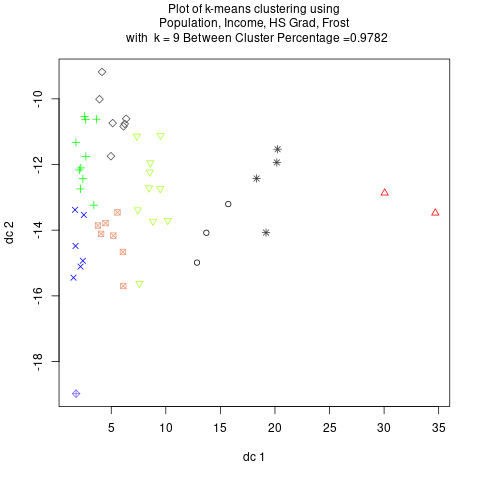 Plot of k-means clustering using
Population, Income, HS Grad, Frost
with k = 9 Between Cluster Percentage =0.9782
-10
-12
-14
-16
-18
dc 2
5 10 15 20 25 30 35
dc 1